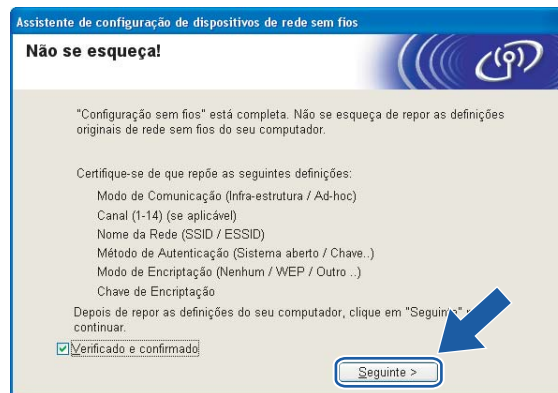 Assistente de configuração de dispositivos de rede sem fios
Não se esqueça!
"Configuração sem fios" está completa. Não se esqueça de repor as definições
originais de rede sem fios do seu computador.
Certifique-se de que repõe as seguintes definições:
Modo de Comunicação (Infra-estrutura / Ad-hoc)
Canal (1-14) (se aplicável)
Nome da Rede (SSID / ESSID)
Método de Autenticação (Sistema aberto / Chave..)
Modo de Encriptação (Nenhum / WEP / Outro ..)
Chave de Encriptação
Depois de repor as definições do seu computador, clique em "Seguinte"
continuar.
Verificado e confirmado
Seguinte >